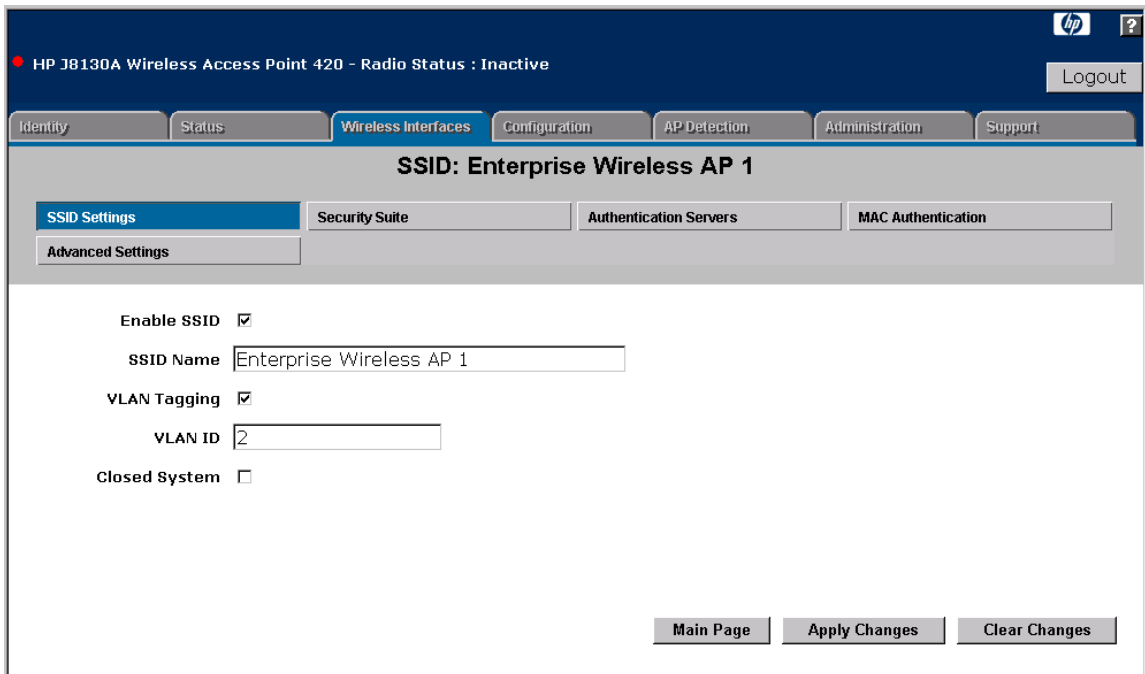 hp ?
HP J8130A Wireless Access Point 420 - Radio Status : Inactive
Logout
Identity Status Wireless Interfaces Configuration AP Detection Administration Support
SSID: Enterprise Wireless AP 1
SSID Settings Security Suite Authentication Servers MAC Authentication
Advanced Settings
Enable SSID
SSID Name Enterprise Wireless AP 1
VLAN Tagging
VLAN ID 2
Closed System
Main Page Apply Changes Clear Changes